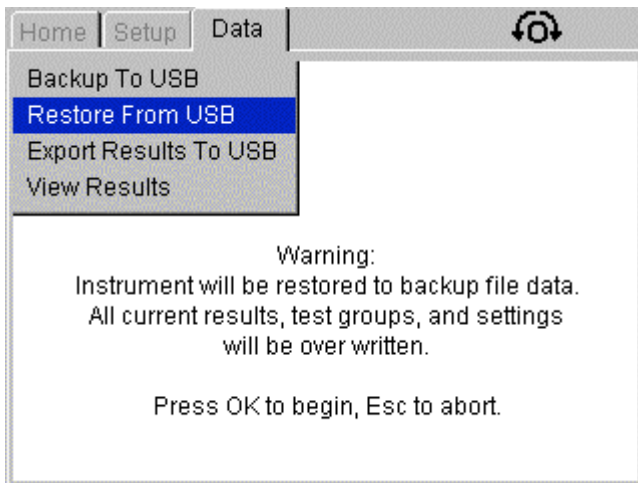 Home Setup Data
Backup To USB
Restore From USB
Export Results To USB
View Results
Warning:
Instrument will be restored to backup file data.
All current results, test groups, and settings
will be over written.
Press OK to begin, Esc to abort.